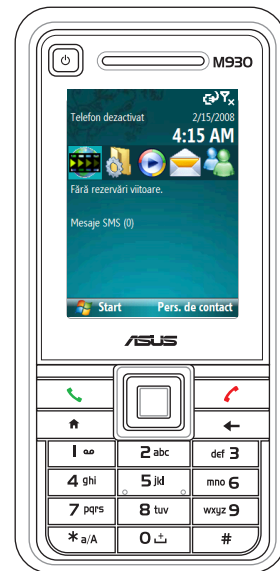 M930
Telefon dezactivat 2/15/2008
4:15 AM
Fără rezervări viitoare.
Mesaje SMS (0)
Start Pers. de contact
ASUS
1 2 abc def 3
4 ghi 5 jkl mno 6
7 pqrs 8 tuv wxyz 9
* a/A 0 #